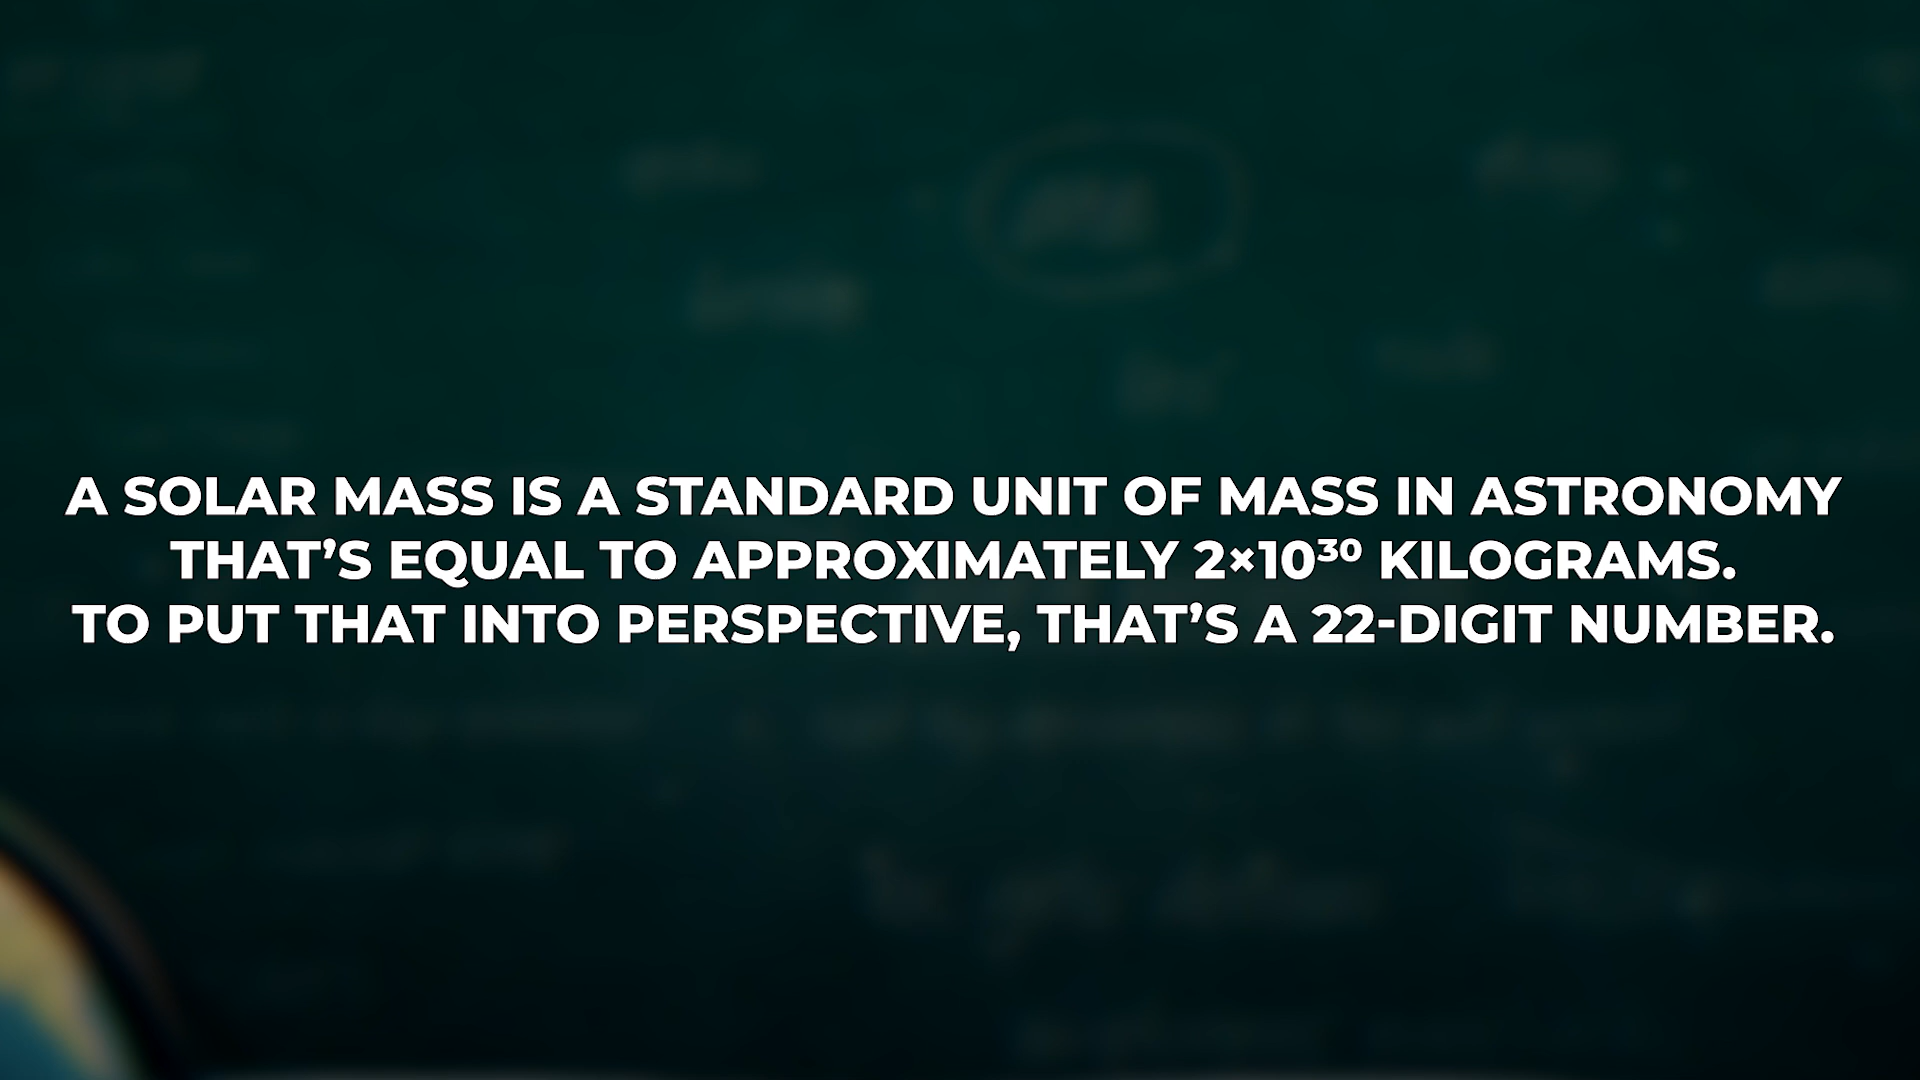 A SOLAR MASS IS A STANDARD UNIT OF MASS IN ASTRONOMY
THAT’S EQUAL TO APPROXIMATELY 2×10³⁰ KILOGRAMS.
TO PUT THAT INTO PERSPECTIVE, THAT’S A 22-DIGIT NUMBER.